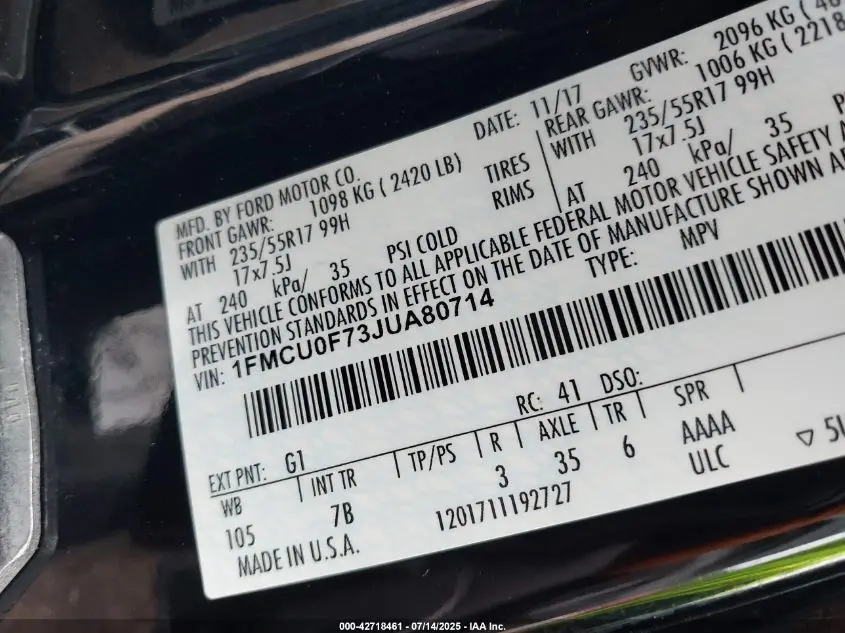 MFD. BY FORD MOTOR CO.
DATE: 11/17
GVWR: 2096 KG (
FRONT GAWR: 1098 KG ( 2420 LB)
REAR GAWR: 1006 KG ( 2218
WITH 235/55R17 99H
TIRES
WITH 235/55R17 99H
17x7.5J
RIMS
17x7.5J
AT 240 kPa/ 35 PSI COLD
AT 240 kPa/ 35
THIS VEHICLE CONFORMS TO ALL APPLICABLE FEDERAL MOTOR VEHICLE SAFETY
PREVENTION STANDARDS IN EFFECT ON THE DATE OF MANUFACTURE SHOWN
VIN: 1FMCU0F73JUA80714
TYPE: MPV
RC: 41 DSO:
EXT PNT: G1
WB INT TR TP/PS R AXLE TR SPR
105 7B 3 35 6 AAAA
1201711192727 ULC
MADE IN U.S.A.
000-42718461 - 07/14/2025 - IAA Inc.